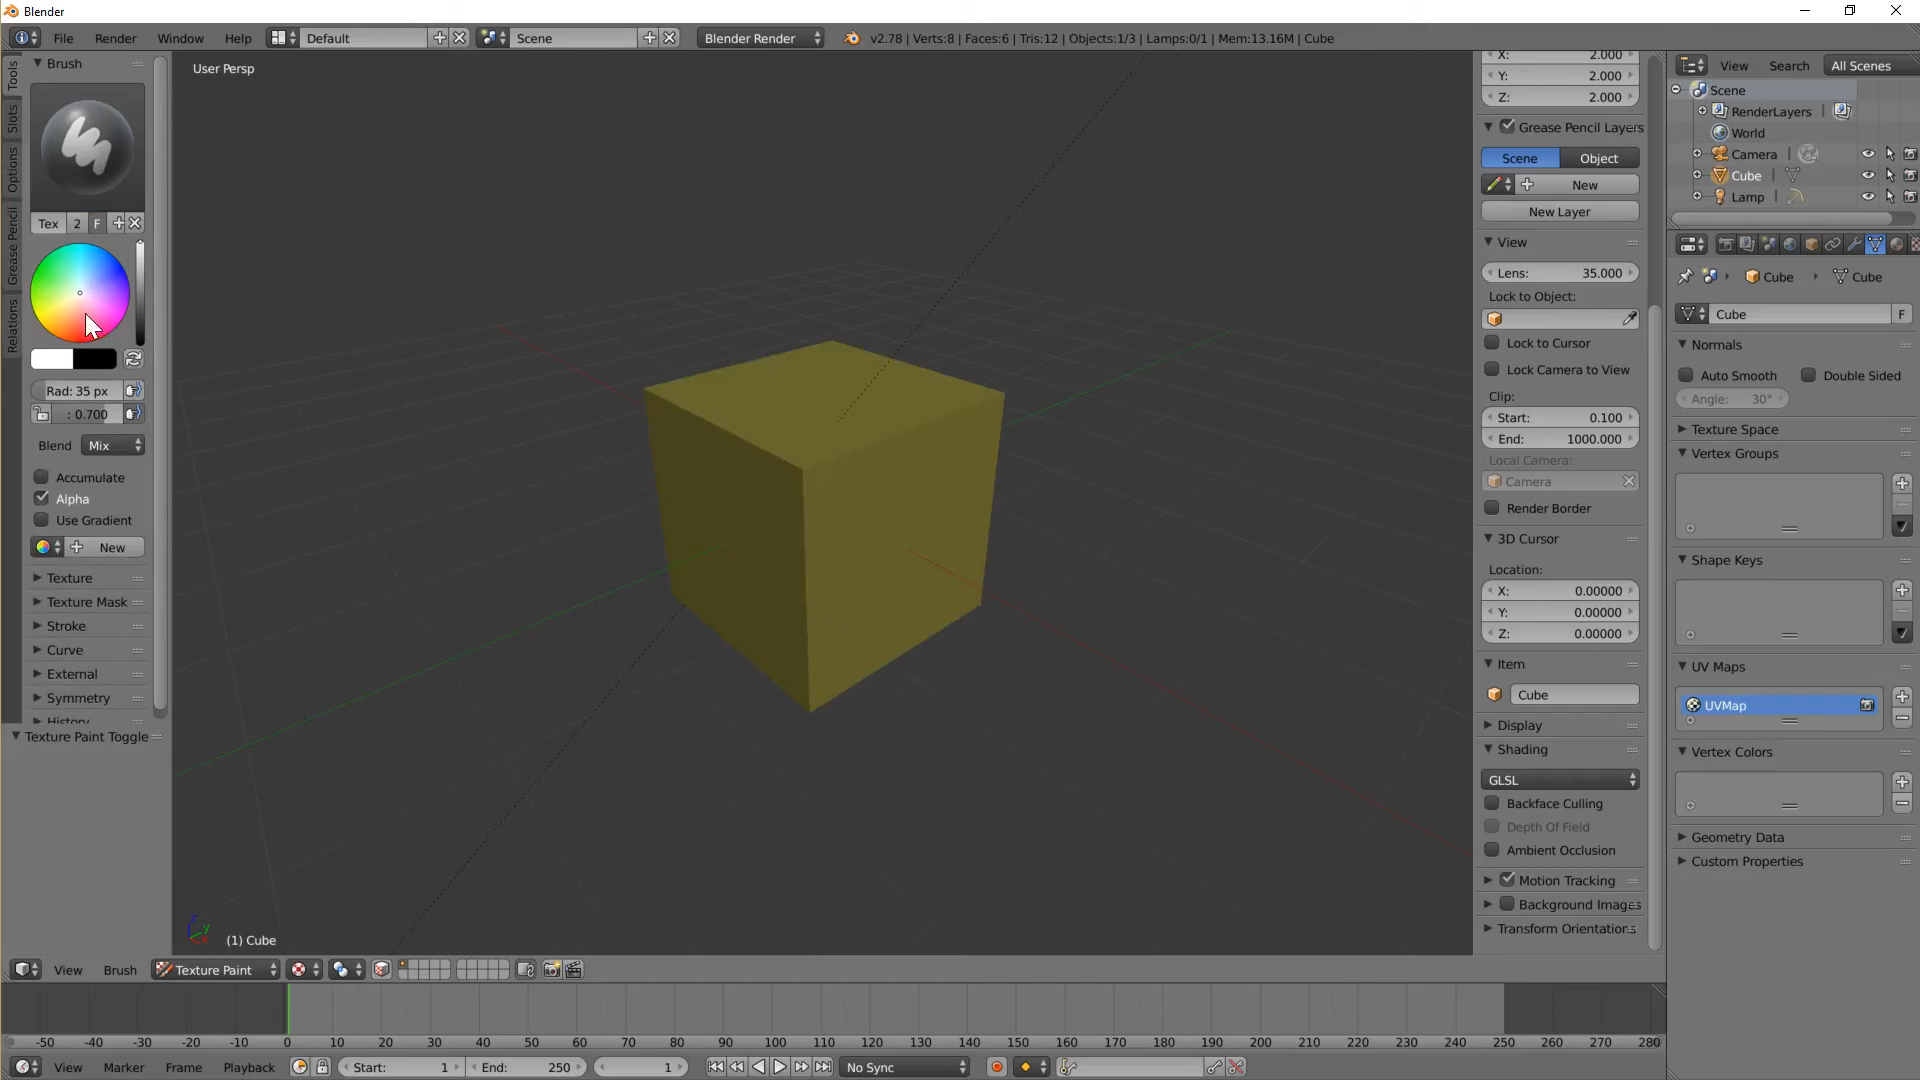 Blender
File Render Window Help Default Scene Blender Render v2.78 | Verts:8 | Faces:6 | Tris:12 | Objects:1/3 | Lamps:0/1 | Mem:13.16M | Cube
Tools
Slots
Options
Grease Pencil
Relations
Brush
Tex 2 F
Rad: 35 px
: 0.700
Blend Mix
Accumulate
Alpha
Use Gradient
New
Texture
Texture Mask
Stroke
Curve
External
Symmetry
History
Texture Paint Toggle
User Persp
(1) Cube
X: 2.000
Y: 2.000
Z: 2.000
Grease Pencil Layers
Scene Object
New
New Layer
View
Lens: 35.000
Lock to Object:
Lock to Cursor
Lock Camera to View
Clip:
Start: 0.100
End: 1000.000
Local Camera:
Camera
Render Border
3D Cursor
Location:
X: 0.00000
Y: 0.00000
Z: 0.00000
Item
Cube
Display
Shading
GLSL
Backface Culling
Depth Of Field
Ambient Occlusion
Motion Tracking
Background Images
Transform Orientations
View Search All Scenes
Scene
RenderLayers
World
Camera
Cube
Lamp
Cube Cube
Cube F
Normals
Auto Smooth Double Sided
Angle: 30°
Texture Space
Vertex Groups
Shape Keys
UV Maps
UVMap
Vertex Colors
Geometry Data
Custom Properties
View Brush Texture Paint
-50 -40 -30 -20 -10 0 10 20 30 40 50 60 70 80 90 100 110 120 130 140 150 160 170 180 190 200 210 220 230 240 250 260 270 280
View Marker Frame Playback Start: 1 End: 250 1 No Sync